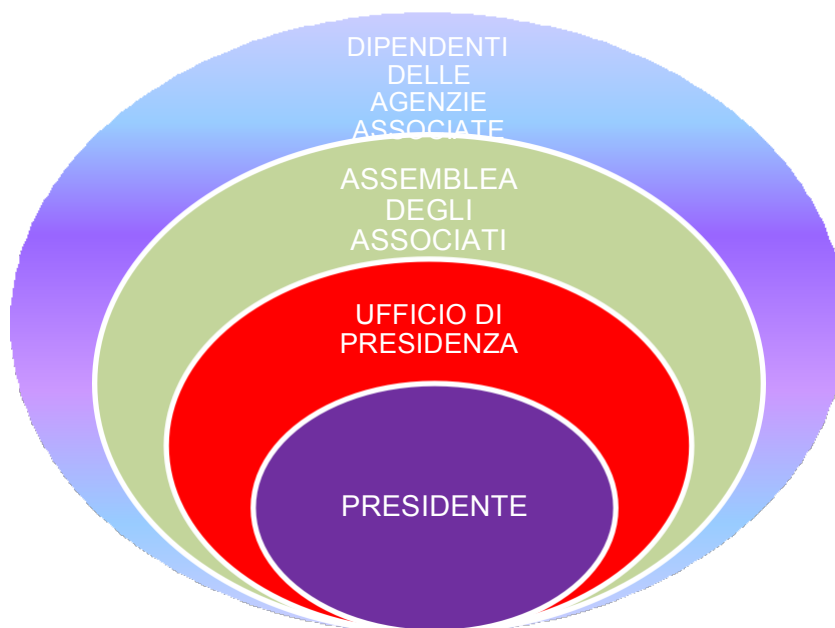 DIPENDENTI
DELLE
AGENZIE
ASSOCIATE
ASSEMBLEA
DEGLI
ASSOCIATI
UFFICIO DI
PRESIDENZA
PRESIDENTE